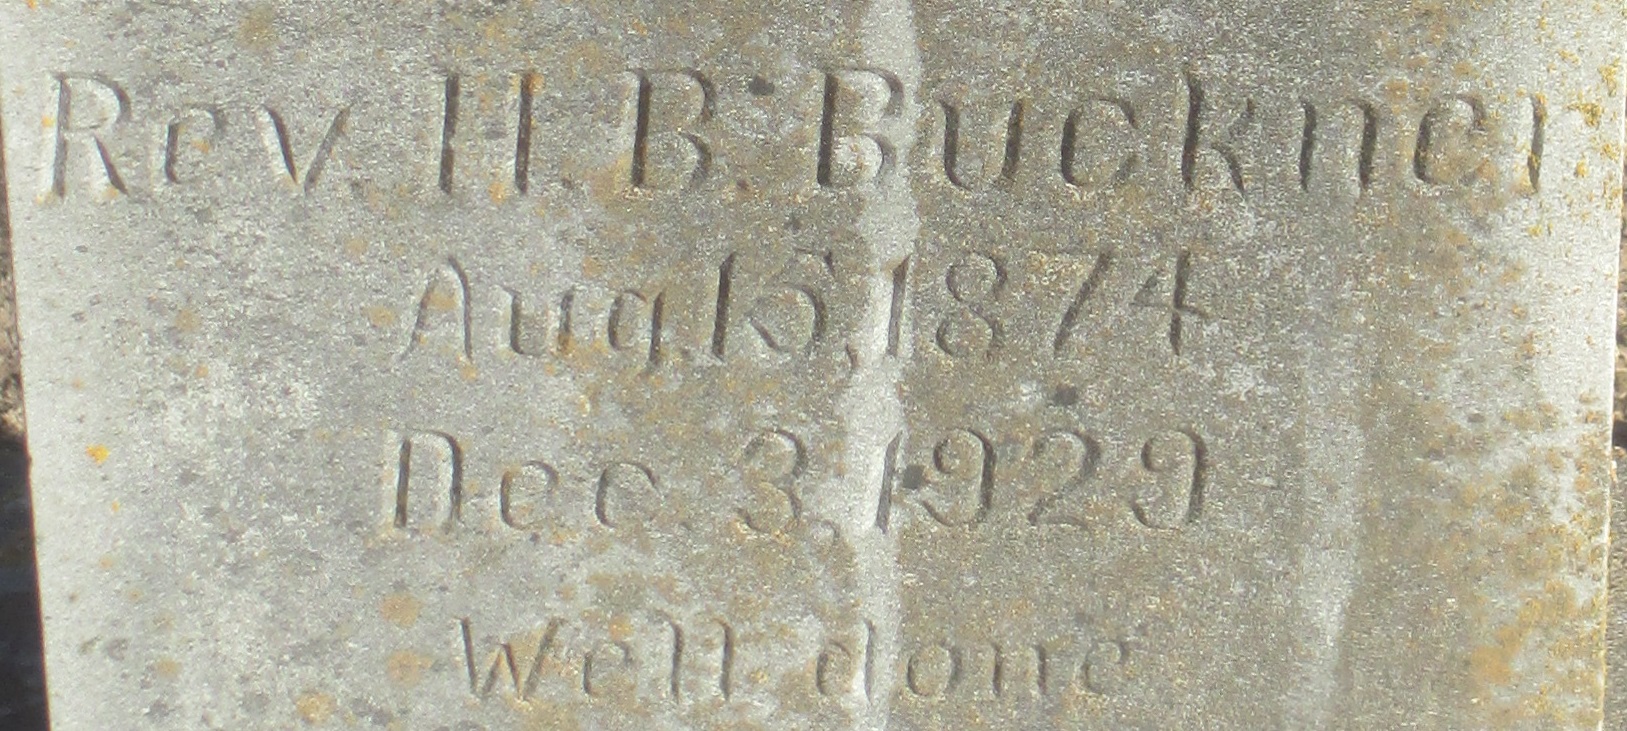 Rev. H. B. Buckner
Aug. 15, 1874
Dec. 3, 1929
Well done